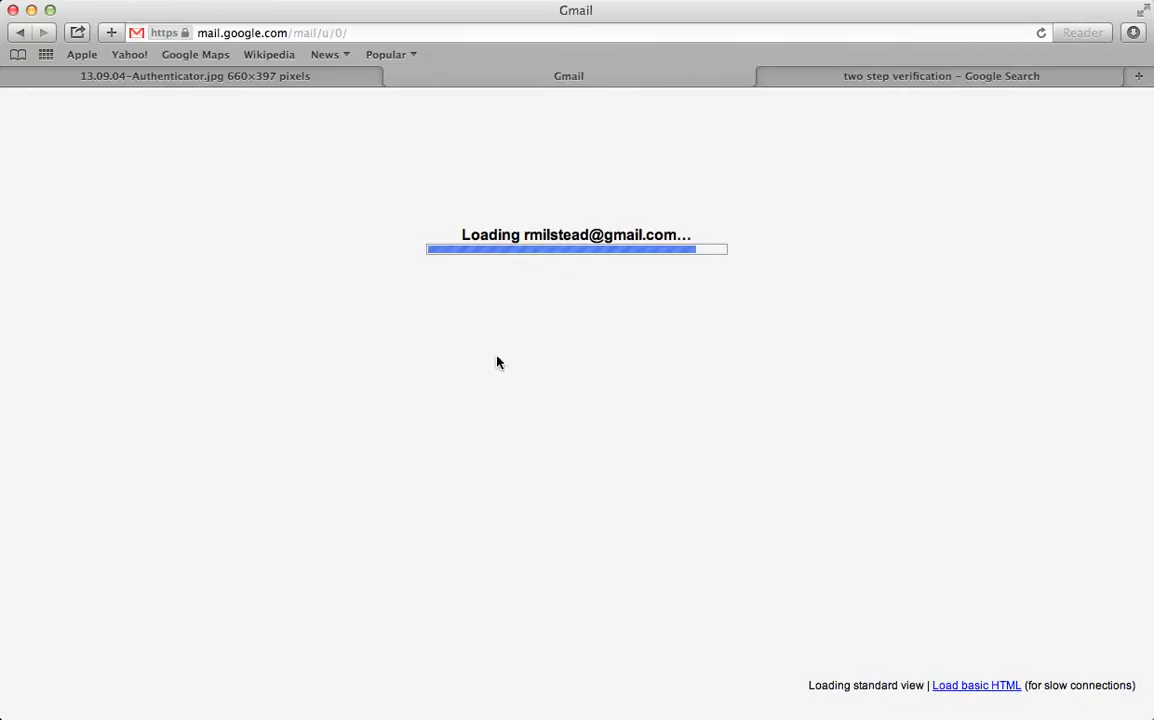 Gmail
https mail.google.com/mail/u/0/ Reader
Apple Yahoo! Google Maps Wikipedia News Popular
13.09.04-Authenticator.jpg 660×397 pixels Gmail two step verification - Google Search
Loading rmilstead@gmail.com...
Loading standard view | Load basic HTML (for slow connections)